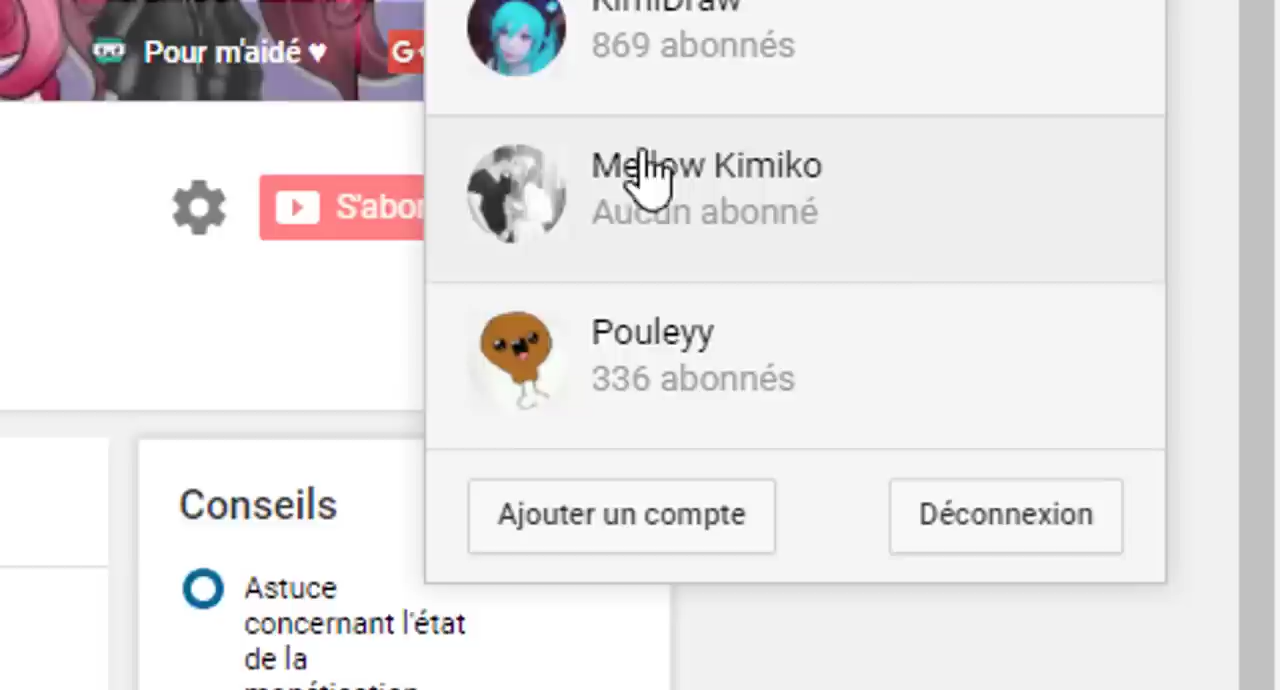 KimiDraw
869 abonnés
Pour m'aidé ♥
G+
Mellow Kimiko
Aucun abonné
S'abon
Pouleyy
336 abonnés
Ajouter un compte
Déconnexion
Conseils
Astuce
concernant l'état
de la
monétisation